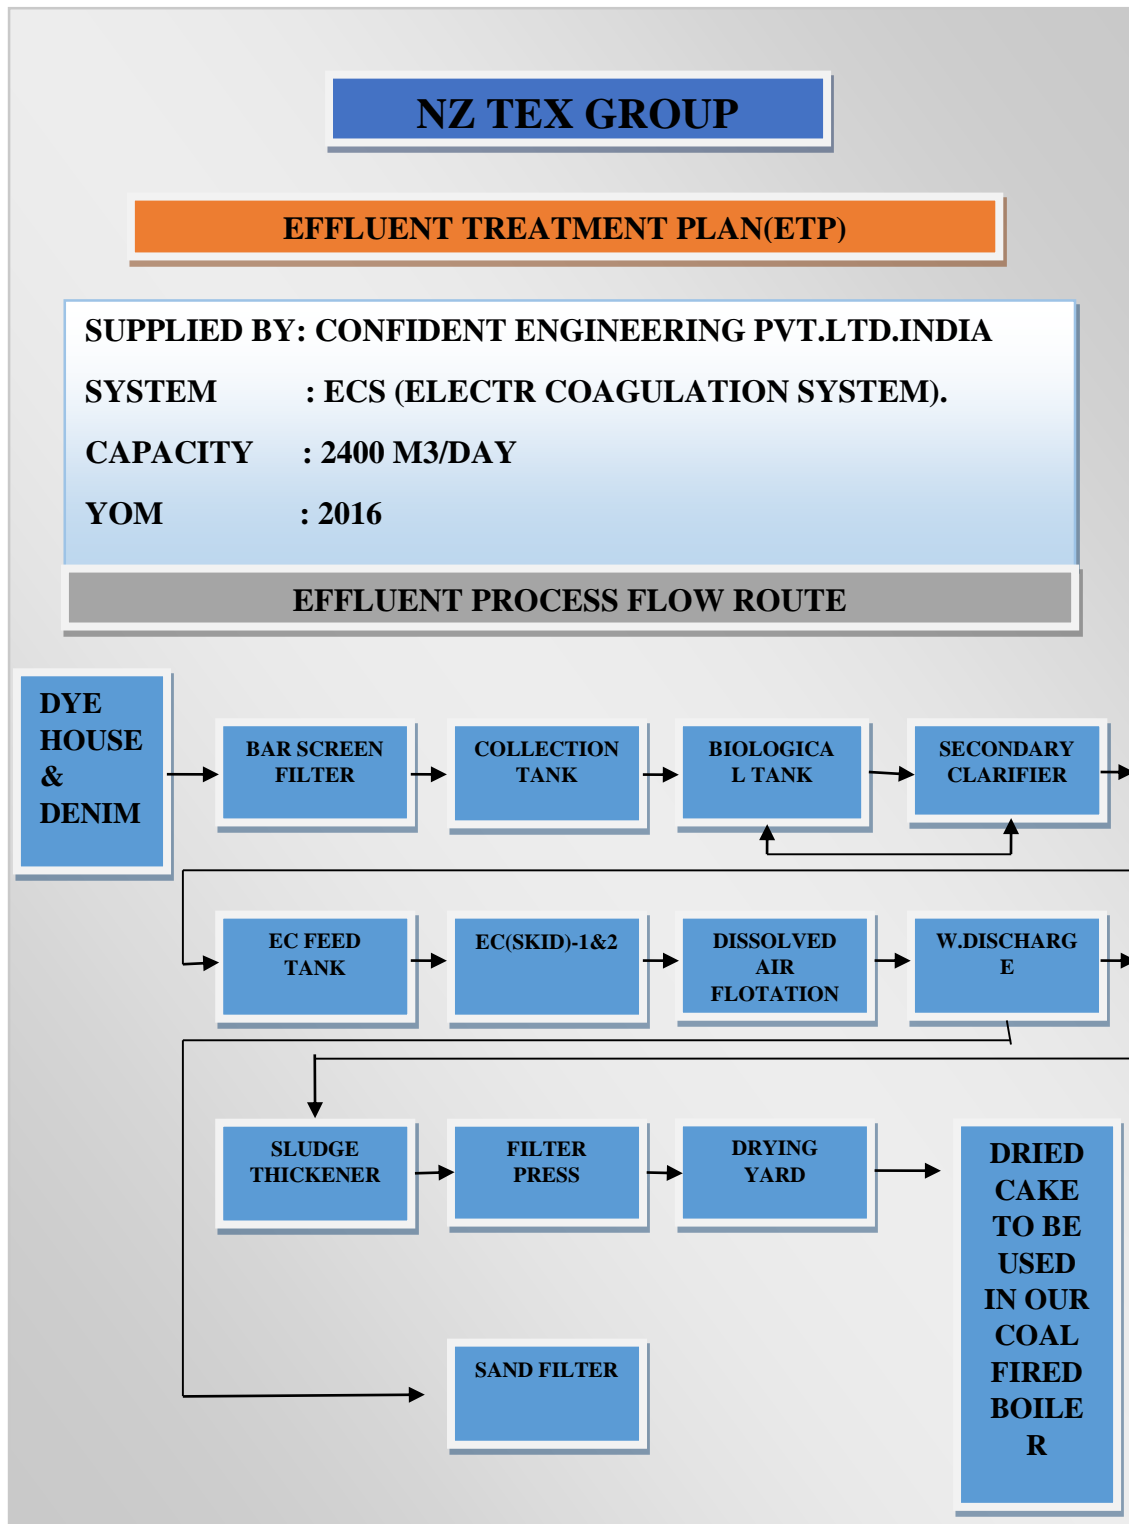 NZ TEX GROUP
EFFLUENT TREATMENT PLAN(ETP)
SUPPLIED BY: CONFIDENT ENGINEERING PVT.LTD.INDIA
SYSTEM : ECS (ELECTR COAGULATION SYSTEM).
CAPACITY : 2400 M3/DAY
YOM : 2016
EFFLUENT PROCESS FLOW ROUTE
DYE
HOUSE
&
DENIM
BAR SCREEN
FILTER
COLLECTION
TANK
BIOLOGICA
L TANK
SECONDARY
CLARIFIER
EC FEED
TANK
EC(SKID)-1&2
DISSOLVED
AIR
FLOTATION
W.DISCHARG
E
SLUDGE
THICKENER
FILTER
PRESS
DRYING
YARD
DRIED
CAKE
TO BE
USED
IN OUR
COAL
FIRED
BOILE
R
SAND FILTER